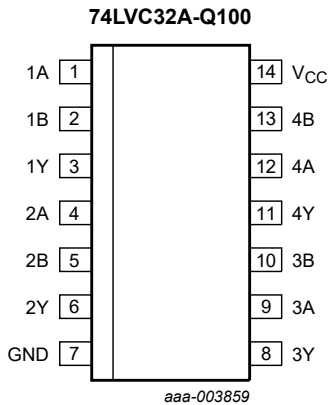 74LVC32A-Q100
1A 1 14 VCC
1B 2 13 4B
1Y 3 12 4A
2A 4 11 4Y
2B 5 10 3B
2Y 6 9 3A
GND 7 8 3Y
aaa-003859